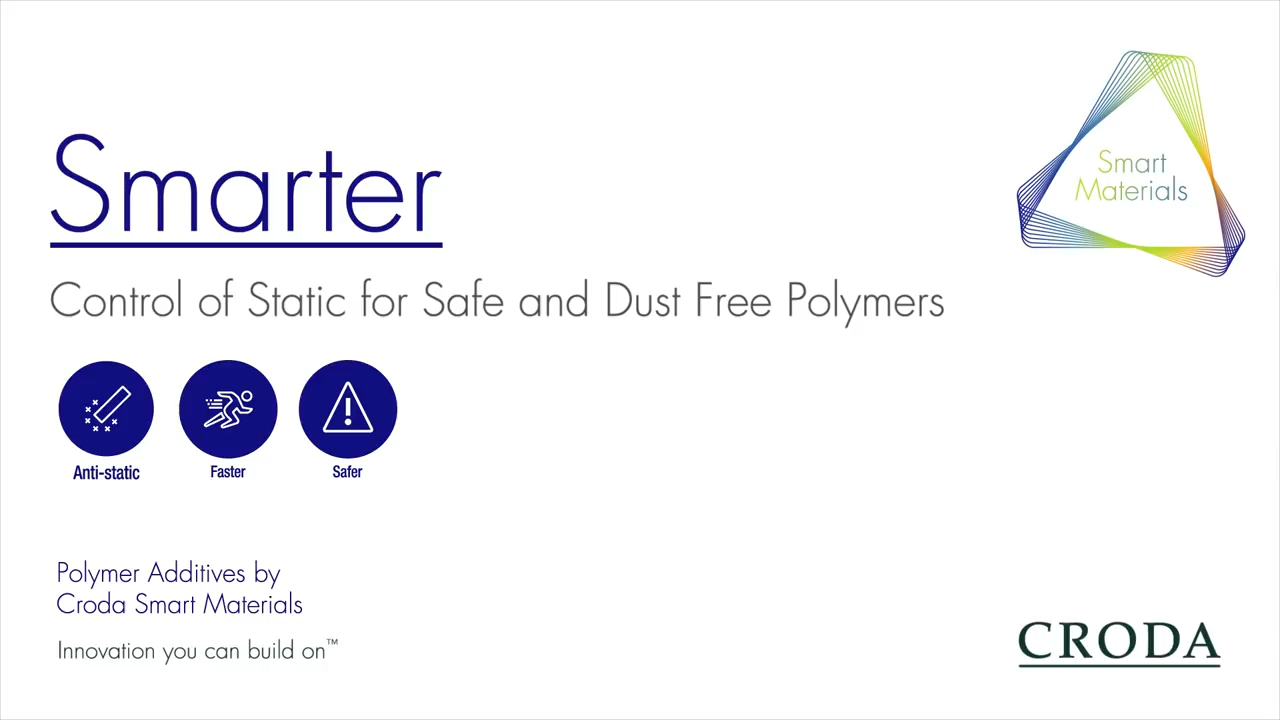 Smarter
Smart
Materials
Control of Static for Safe and Dust Free Polymers
Anti-static
Faster
Safer
Polymer Additives by
Croda Smart Materials
Innovation you can build on™
CRODA